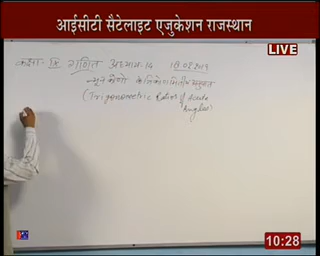 आईसीटी सैटेलाइट एजुकेशन राजस्थान
LIVE
कक्षा- IX गणित अध्याय-14
न्यून कोणों के त्रिकोणमितीय अनुपात
(Trigonometric Ratios of Acute
Angles)
10:28